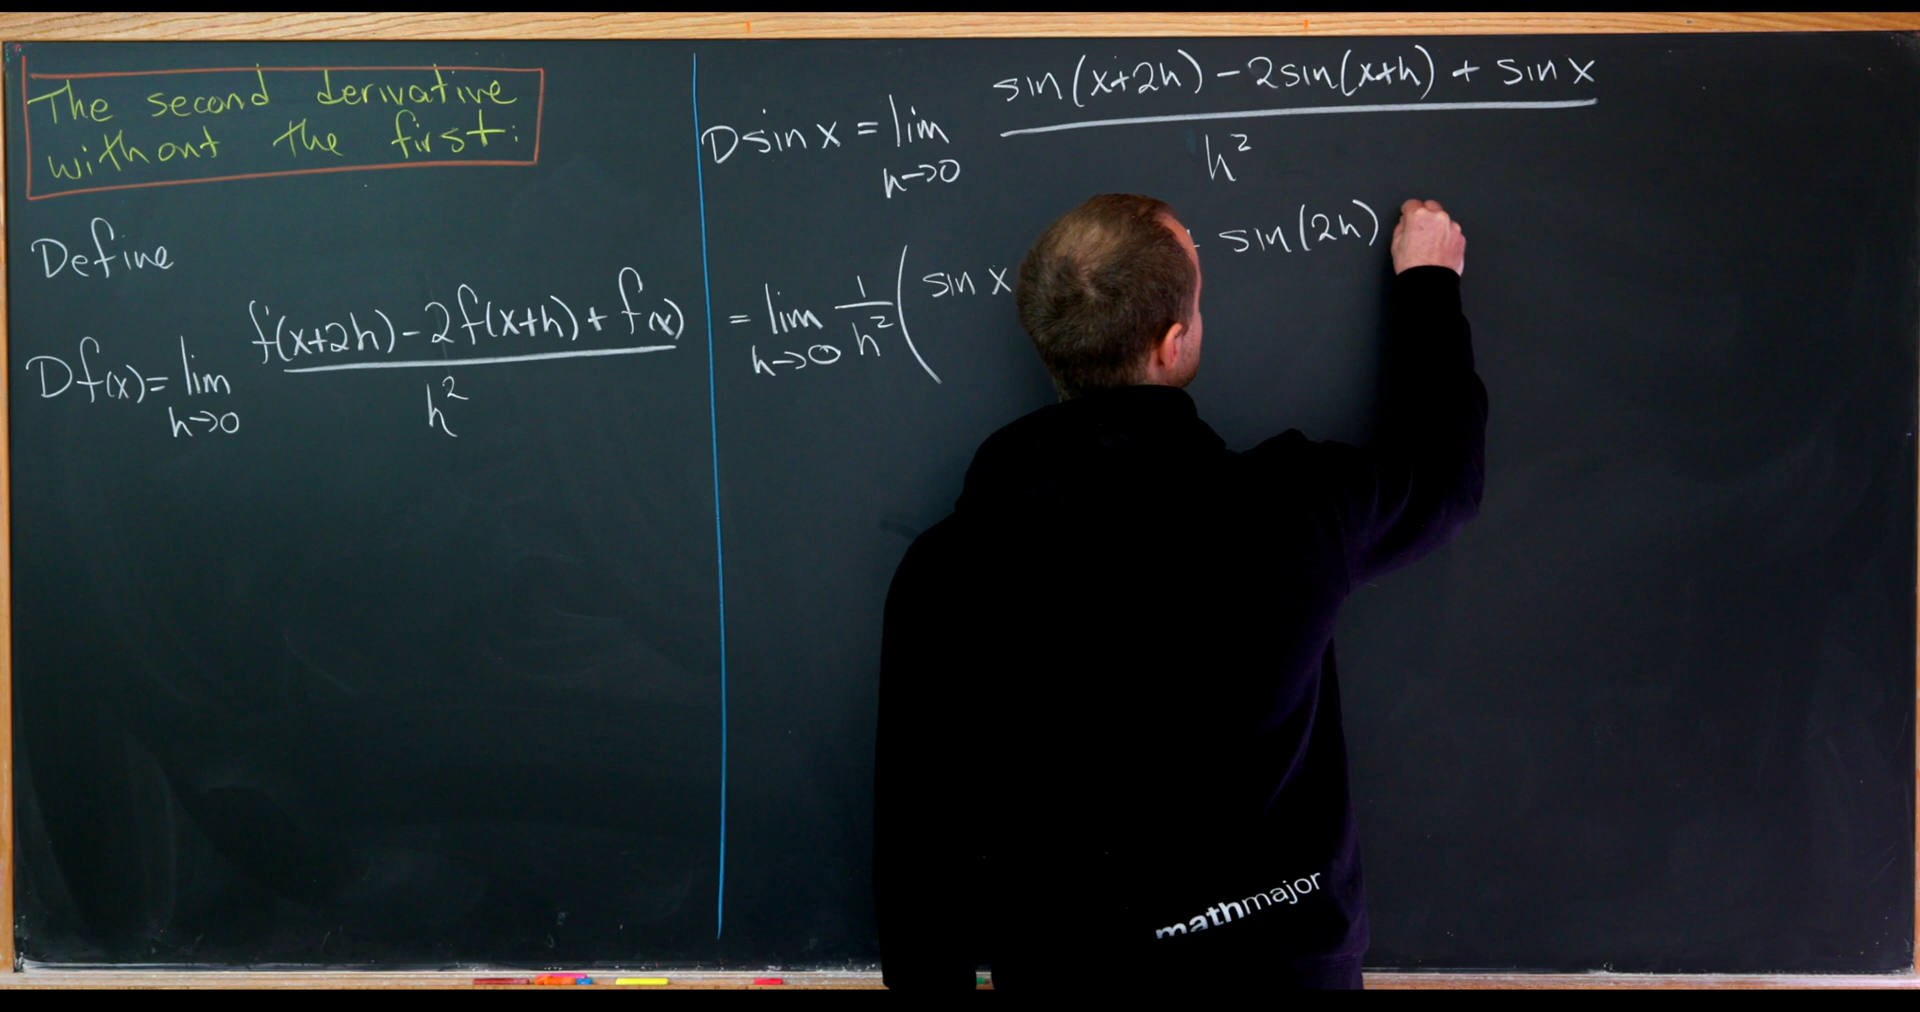 The second derivative
without the first:
Define
Df(x) = lim h→0 f(x+2h) - 2f(x+h) + f(x) / h²
D sin x = lim h→0 sin(x+2h) - 2sin(x+h) + sin x / h²
= lim h→0 1/h² ( sin x sin(2h)
mathmajor